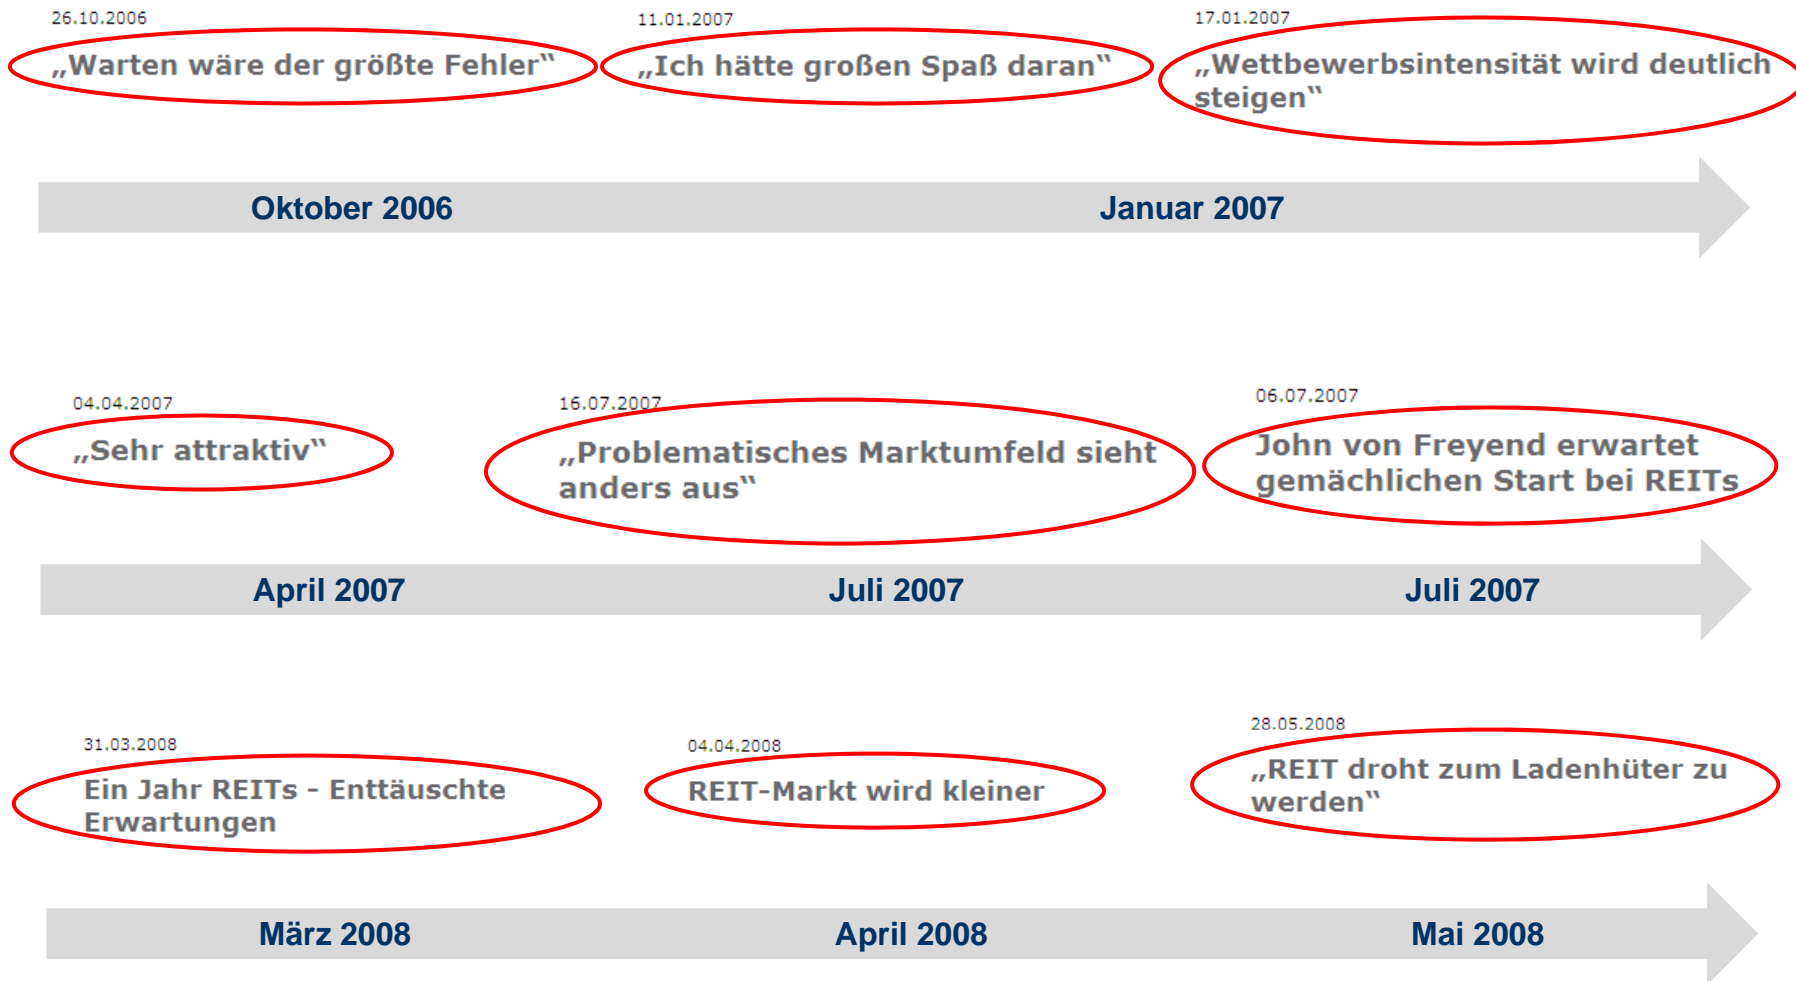 26.10.2006
„Warten wäre der größte Fehler“
11.01.2007
„Ich hätte großen Spaß daran“
17.01.2007
„Wettbewerbsintensität wird deutlich
steigen“
Oktober 2006
Januar 2007
04.04.2007
„Sehr attraktiv“
16.07.2007
„Problematisches Marktumfeld sieht
anders aus“
06.07.2007
John von Freyend erwartet
gemächlichen Start bei REITs
April 2007
Juli 2007
Juli 2007
31.03.2008
Ein Jahr REITs - Enttäuschte
Erwartungen
04.04.2008
REIT-Markt wird kleiner
28.05.2008
„REIT droht zum Ladenhüter zu
werden“
März 2008
April 2008
Mai 2008